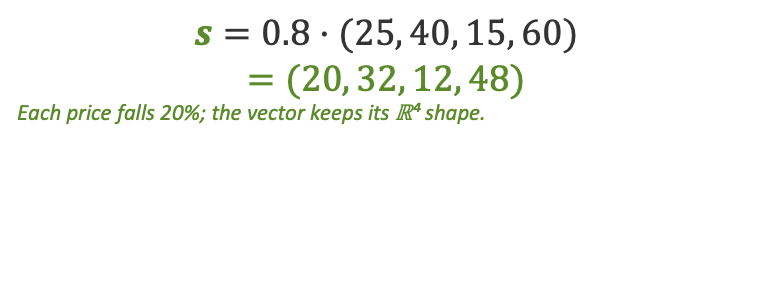 s = 0.8 · (25, 40, 15, 60)
= (20, 32, 12, 48)
Each price falls 20%; the vector keeps its ℝ⁴ shape.